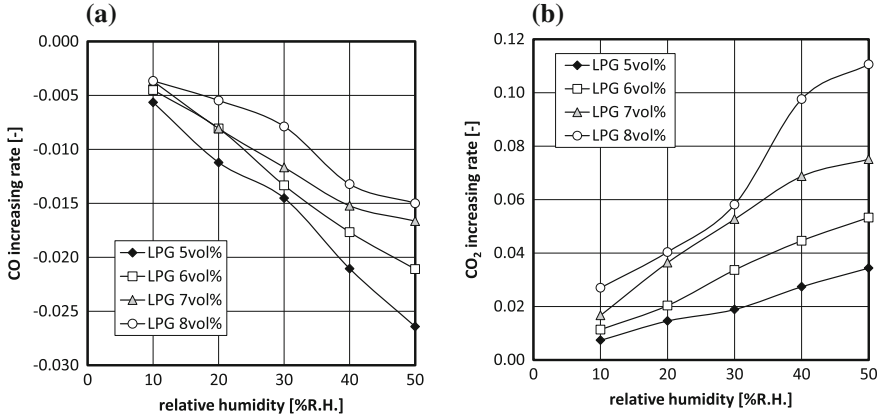 (a)
CO increasing rate [-]
0.000
-0.005
-0.010
-0.015
-0.020
-0.025
-0.030
LPG 5vol%
LPG 6vol%
LPG 7vol%
LPG 8vol%
0 10 20 30 40 50
relative humidity [%R.H.]
(b)
CO2 increasing rate [-]
0.12
0.10
0.08
0.06
0.04
0.02
0.00
LPG 5vol%
LPG 6vol%
LPG 7vol%
LPG 8vol%
0 10 20 30 40 50
relative humidity [%R.H.]